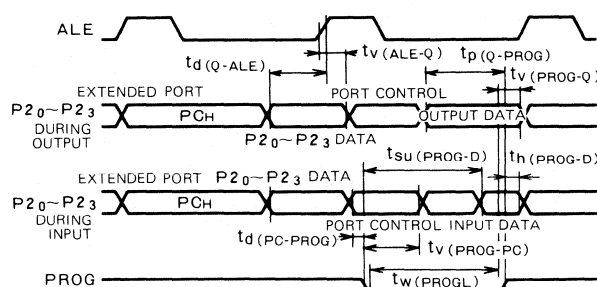 ALE
td(Q-ALE)
tv(ALE-Q)
tp(Q-PROG)
tv(PROG-Q)
EXTENDED PORT
PORT CONTROL
P20~P23
DURING
OUTPUT
PCH
OUTPUT DATA
P20~P23 DATA
tsu(PROG-D)
th(PROG-D)
EXTENDED PORT
P20~P23 DATA
P20~P23
DURING
INPUT
PCH
PORT CONTROL
INPUT DATA
td(PC-PROG)
tv(PROG-PC)
PROG
tw(PROGL)